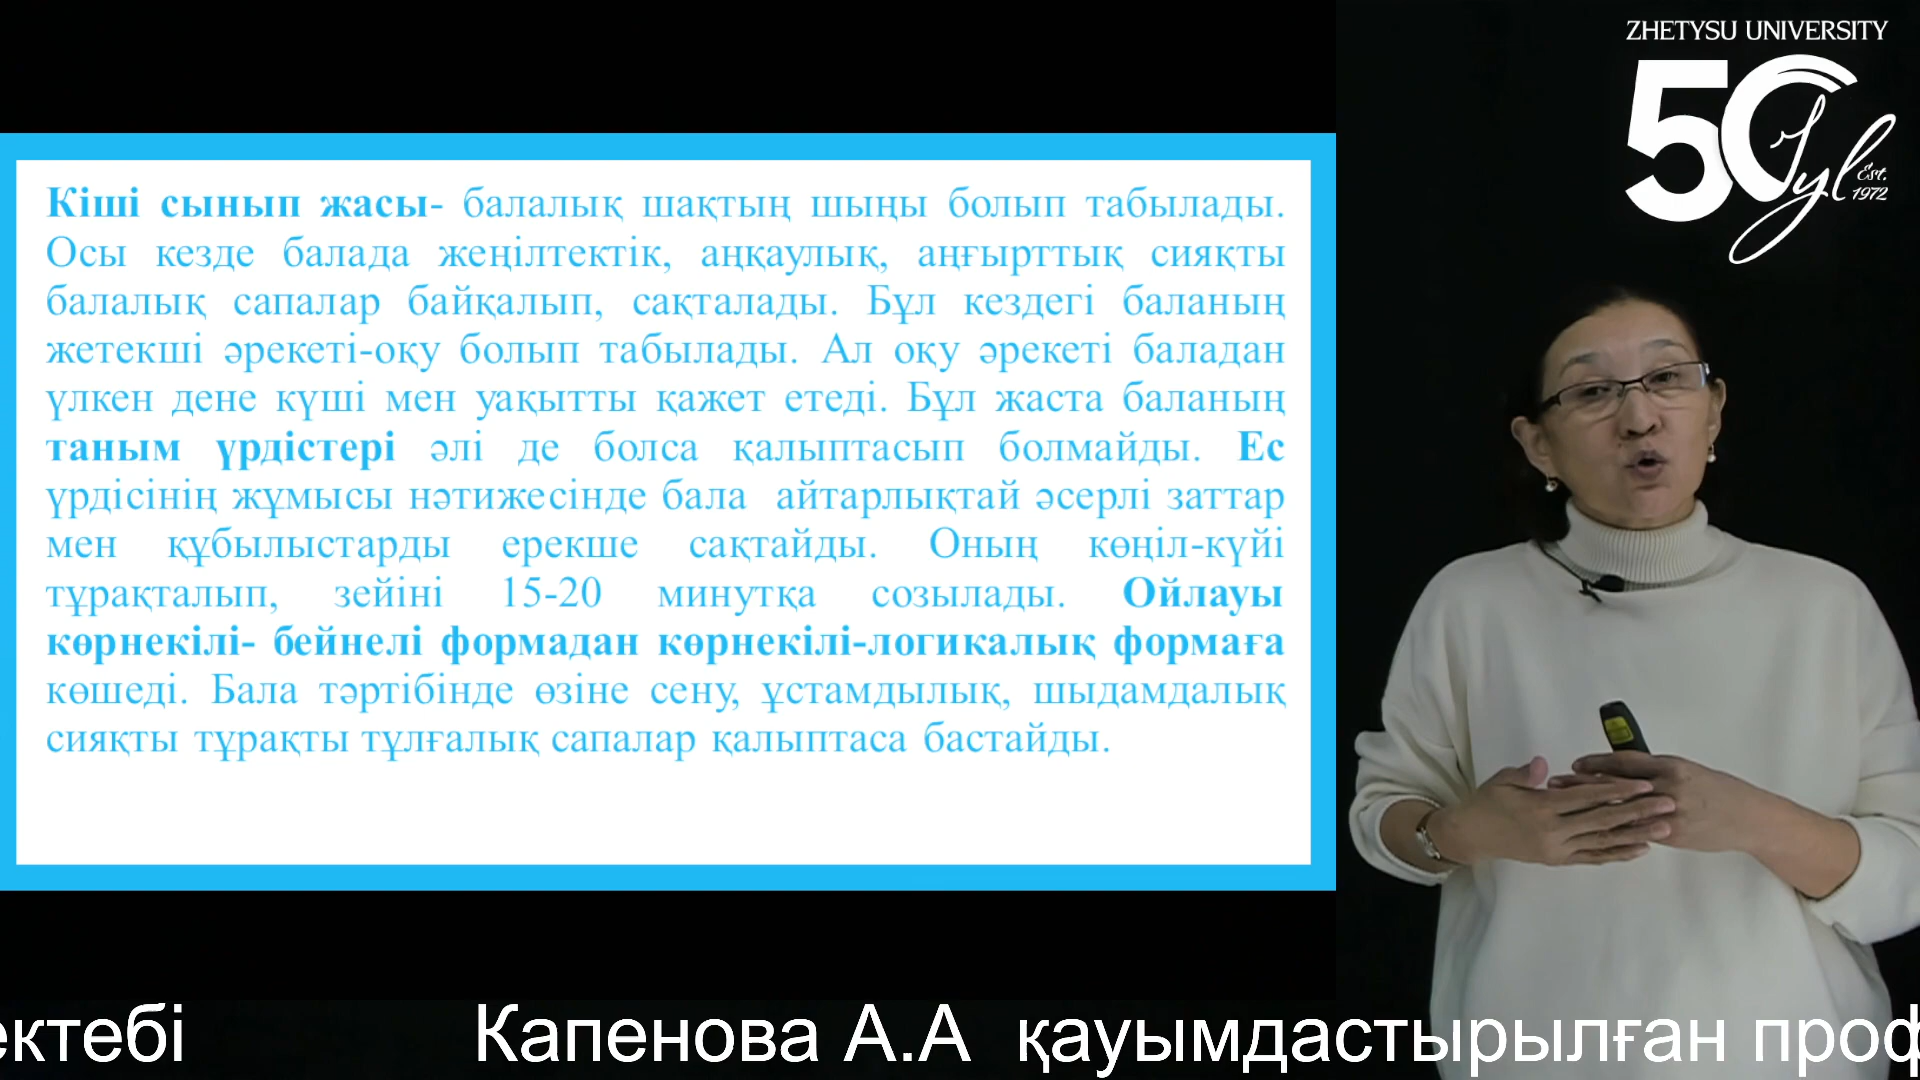 ZHETYSU UNIVERSITY
50 Jyl
Est.
1972
Кіші сынып жасы- балалық шақтың шыңы болып табылады.
Осы кезде балада жеңілтектік, аңқаулық, аңғырттық сияқты
балалық сапалар байқалып, сақталады. Бұл кездегі баланың
жетекші әрекеті-оқу болып табылады. Ал оқу әрекеті баладан
үлкен дене күші мен уақытты қажет етеді. Бұл жаста баланың
таным үрдістері әлі де болса қалыптасып болмайды. Ес
үрдісінің жұмысы нәтижесінде бала айтарлықтай әсерлі заттар
мен құбылыстарды ерекше сақтайды. Оның көңіл-күйі
тұрақталып, зейіні 15-20 минутқа созылады. Ойлауы
көрнекілі- бейнелі формадан көрнекілі-логикалық формаға
көшеді. Бала тәртібінде өзіне сену, ұстамдылық, шыдамдалық
сияқты тұрақты тұлғалық сапалар қалыптаса бастайды.
ектебі Капенова А.А қауымдастырылған проф